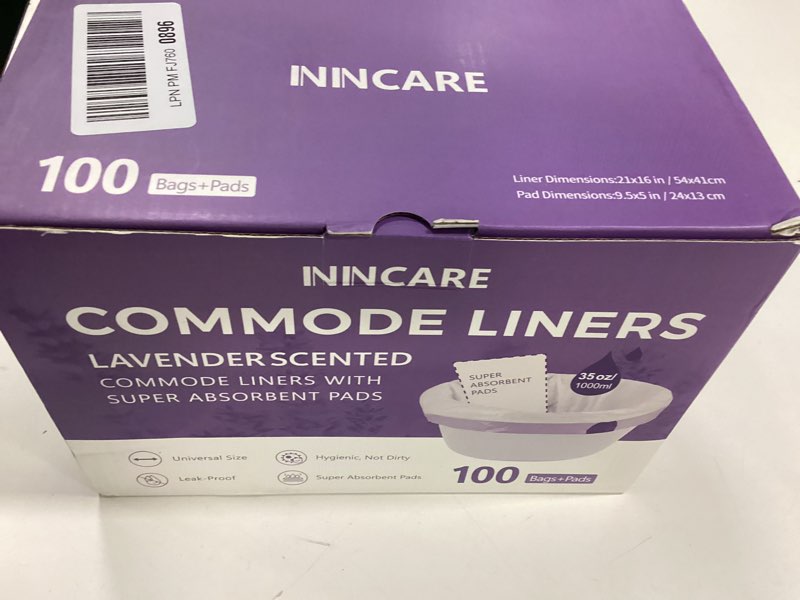 LPN PM FJ760 0896
ININCARE
100 Bags+Pads
Liner Dimensions:21x16 in / 54x41cm
Pad Dimensions:9.5x5 in / 24x13 cm
ININCARE
COMMODE LINERS
LAVENDER SCENTED
COMMODE LINERS WITH
SUPER ABSORBENT PADS
SUPER
ABSORBENT
PADS
35 oz/
1000ml
Universal Size
Hygienic, Not Dirty
Leak-Proof
Super Absorbent Pads
100 Bags+Pads